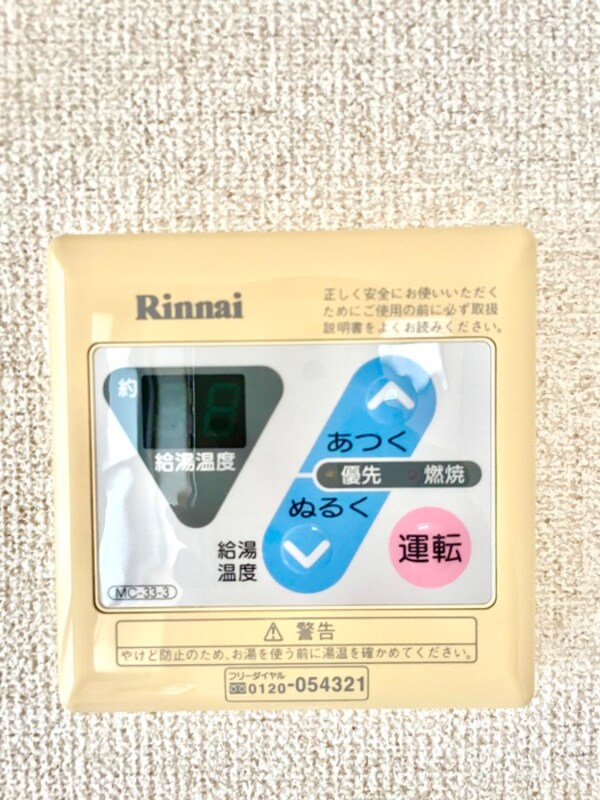 Rinnai
正しく安全にお使いいただく
ためにご使用の前に必ず取扱
説明書をよくお読みください。
約
給湯温度
あつく
優先 燃焼
ぬるく
給湯
温度
運転
MC-33-3
⚠ 警告
やけど防止のため、お湯を使う前に湯温を確かめてください。
フリーダイヤル
0120-054321